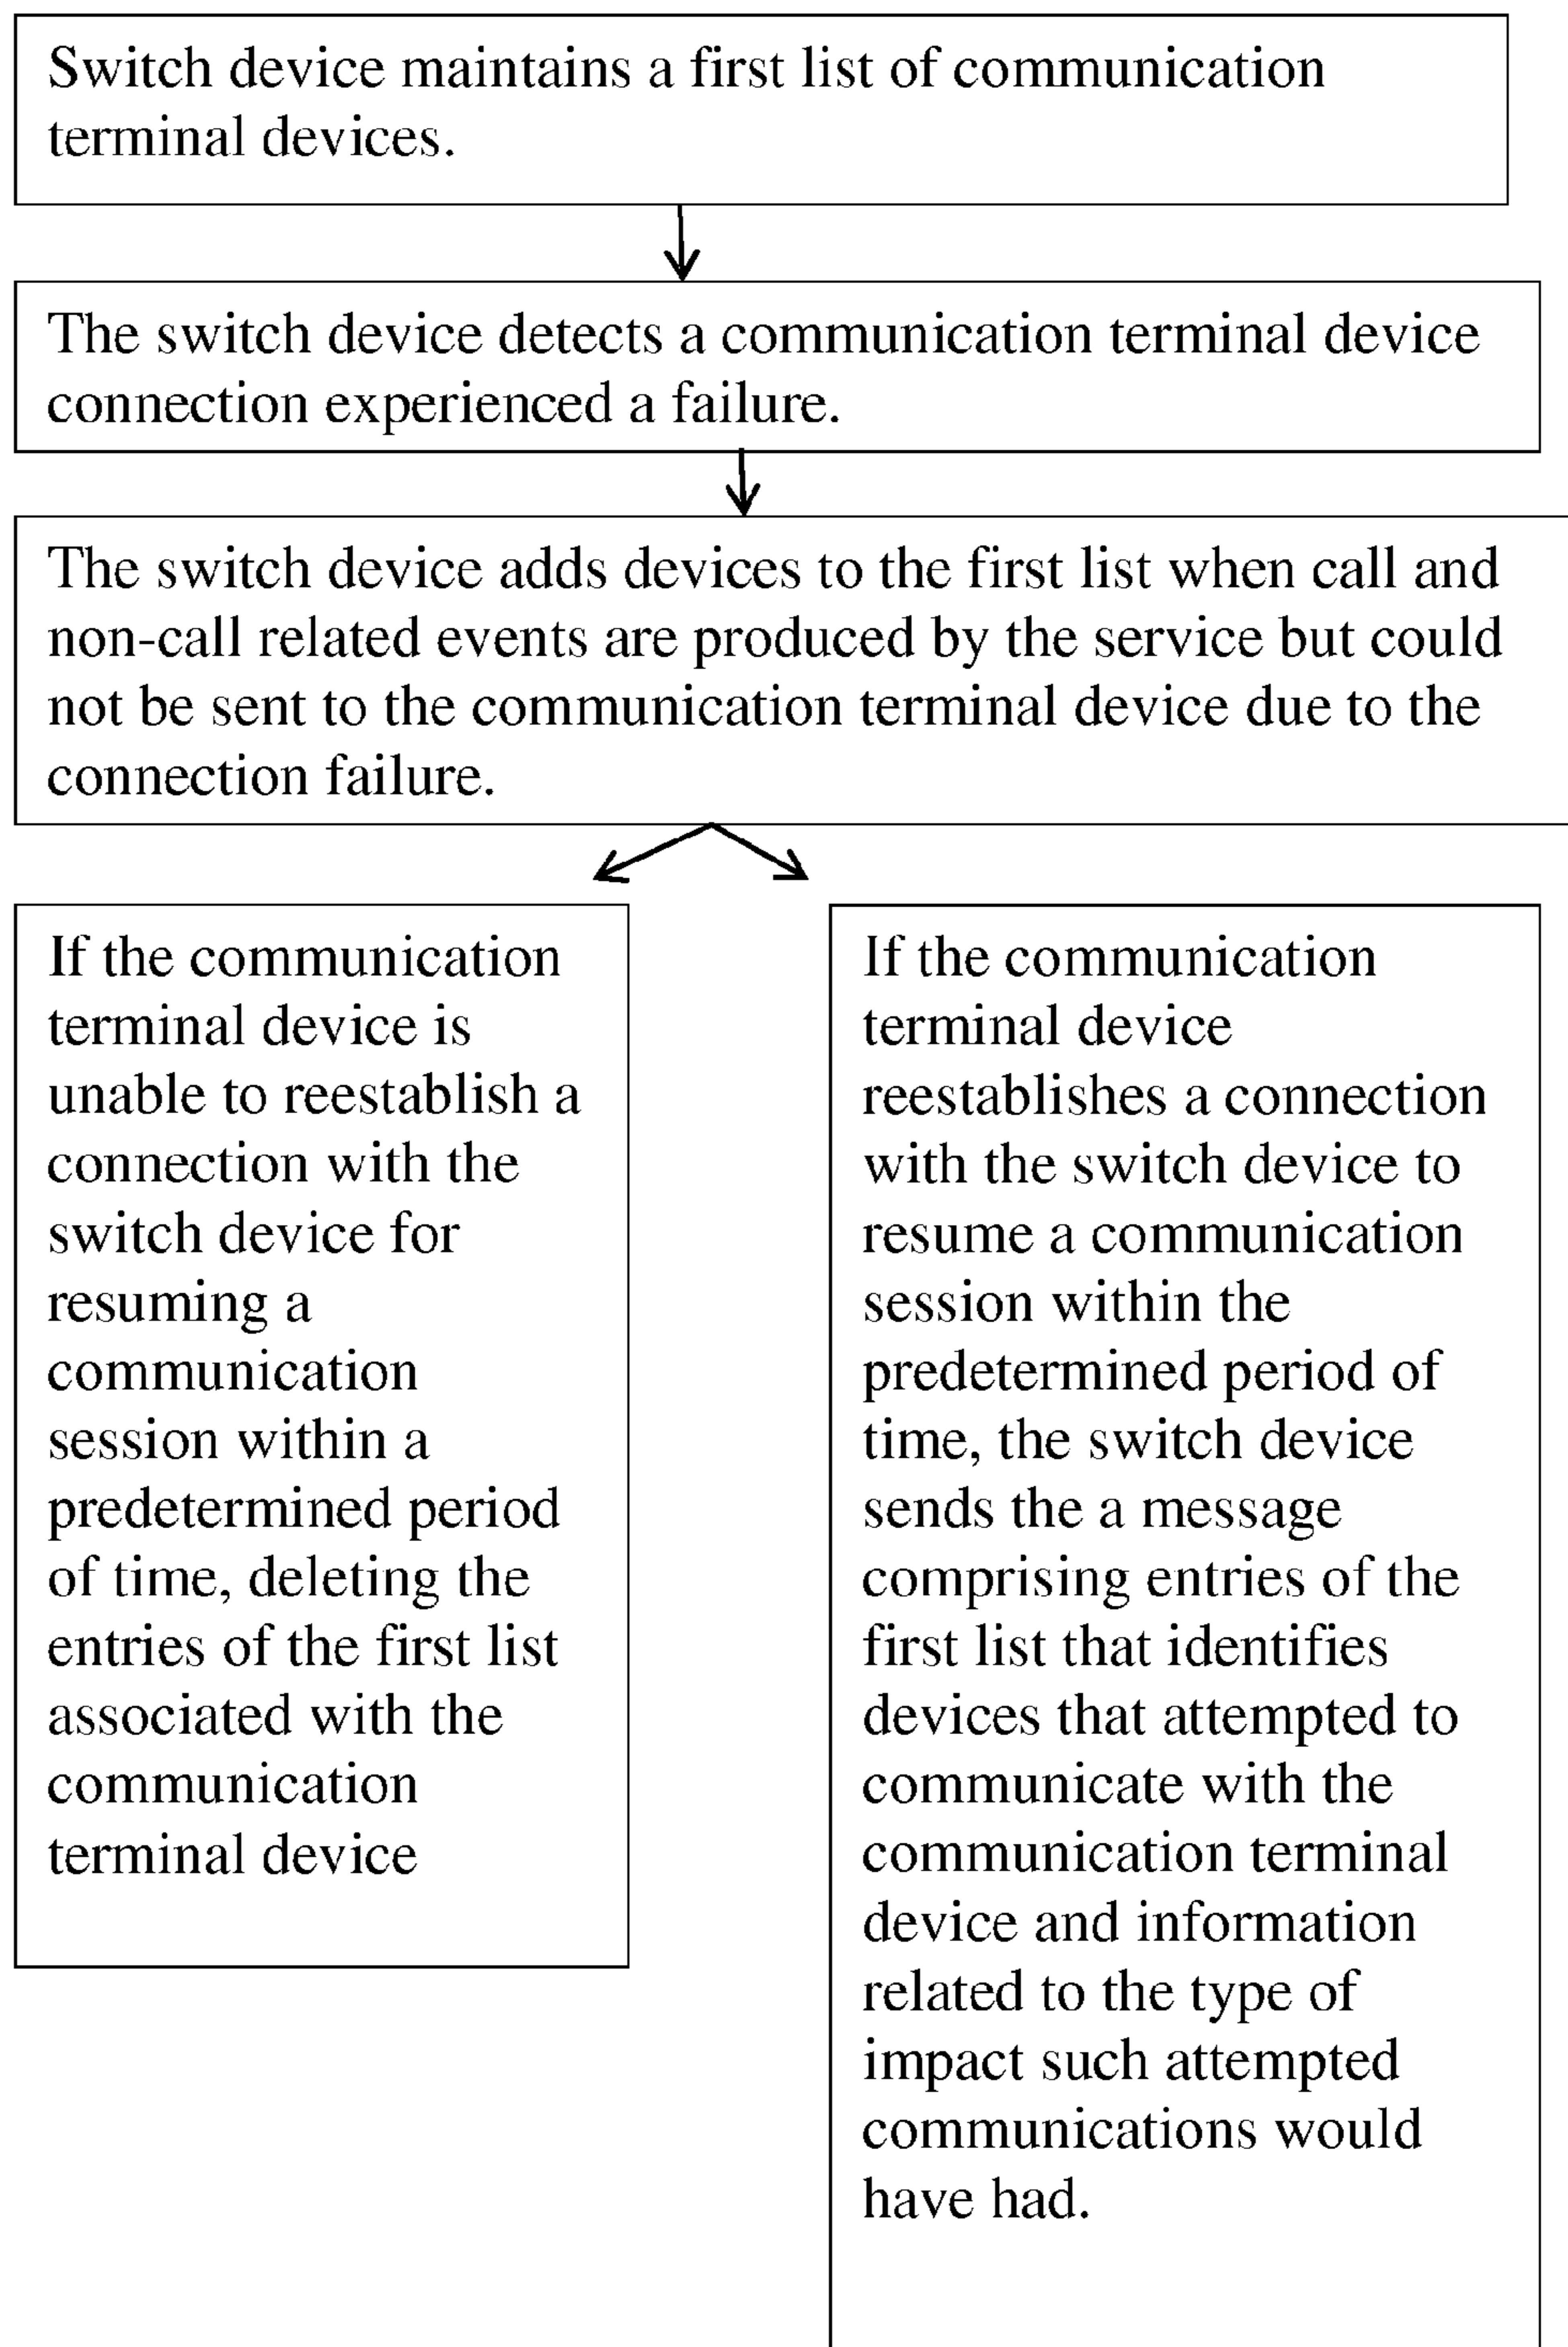 Switch device maintains a first list of communication
terminal devices.
The switch device detects a communication terminal device
connection experienced a failure.
The switch device adds devices to the first list when call and
non-call related events are produced by the service but could
not be sent to the communication terminal device due to the
connection failure.
If the communication
terminal device is
unable to reestablish a
connection with the
switch device for
resuming a
communication
session within a
predetermined period
of time, deleting the
entries of the first list
associated with the
communication
terminal device
If the communication
terminal device
reestablishes a connection
with the switch device to
resume a communication
session within the
predetermined period of
time, the switch device
sends the a message
comprising entries of the
first list that identifies
devices that attempted to
communicate with the
communication terminal
device and information
related to the type of
impact such attempted
communications would
have had.